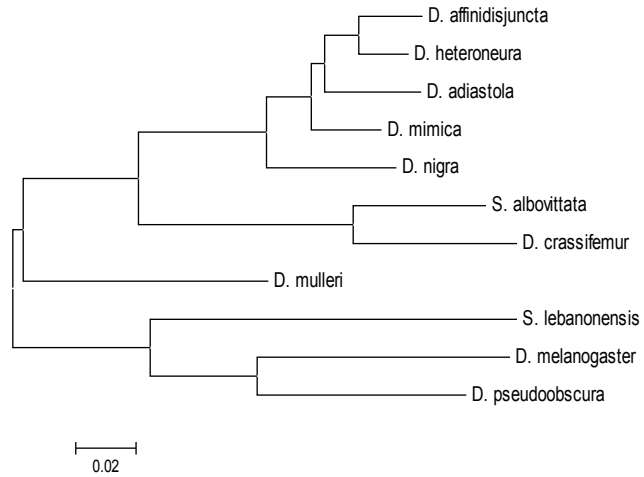 D. affinidisjuncta
D. heteroneura
D. adiastola
D. mimica
D. nigra
S. albovittata
D. crassifemur
D. mulleri
S. lebanonensis
D. melanogaster
D. pseudoobscura
0.02